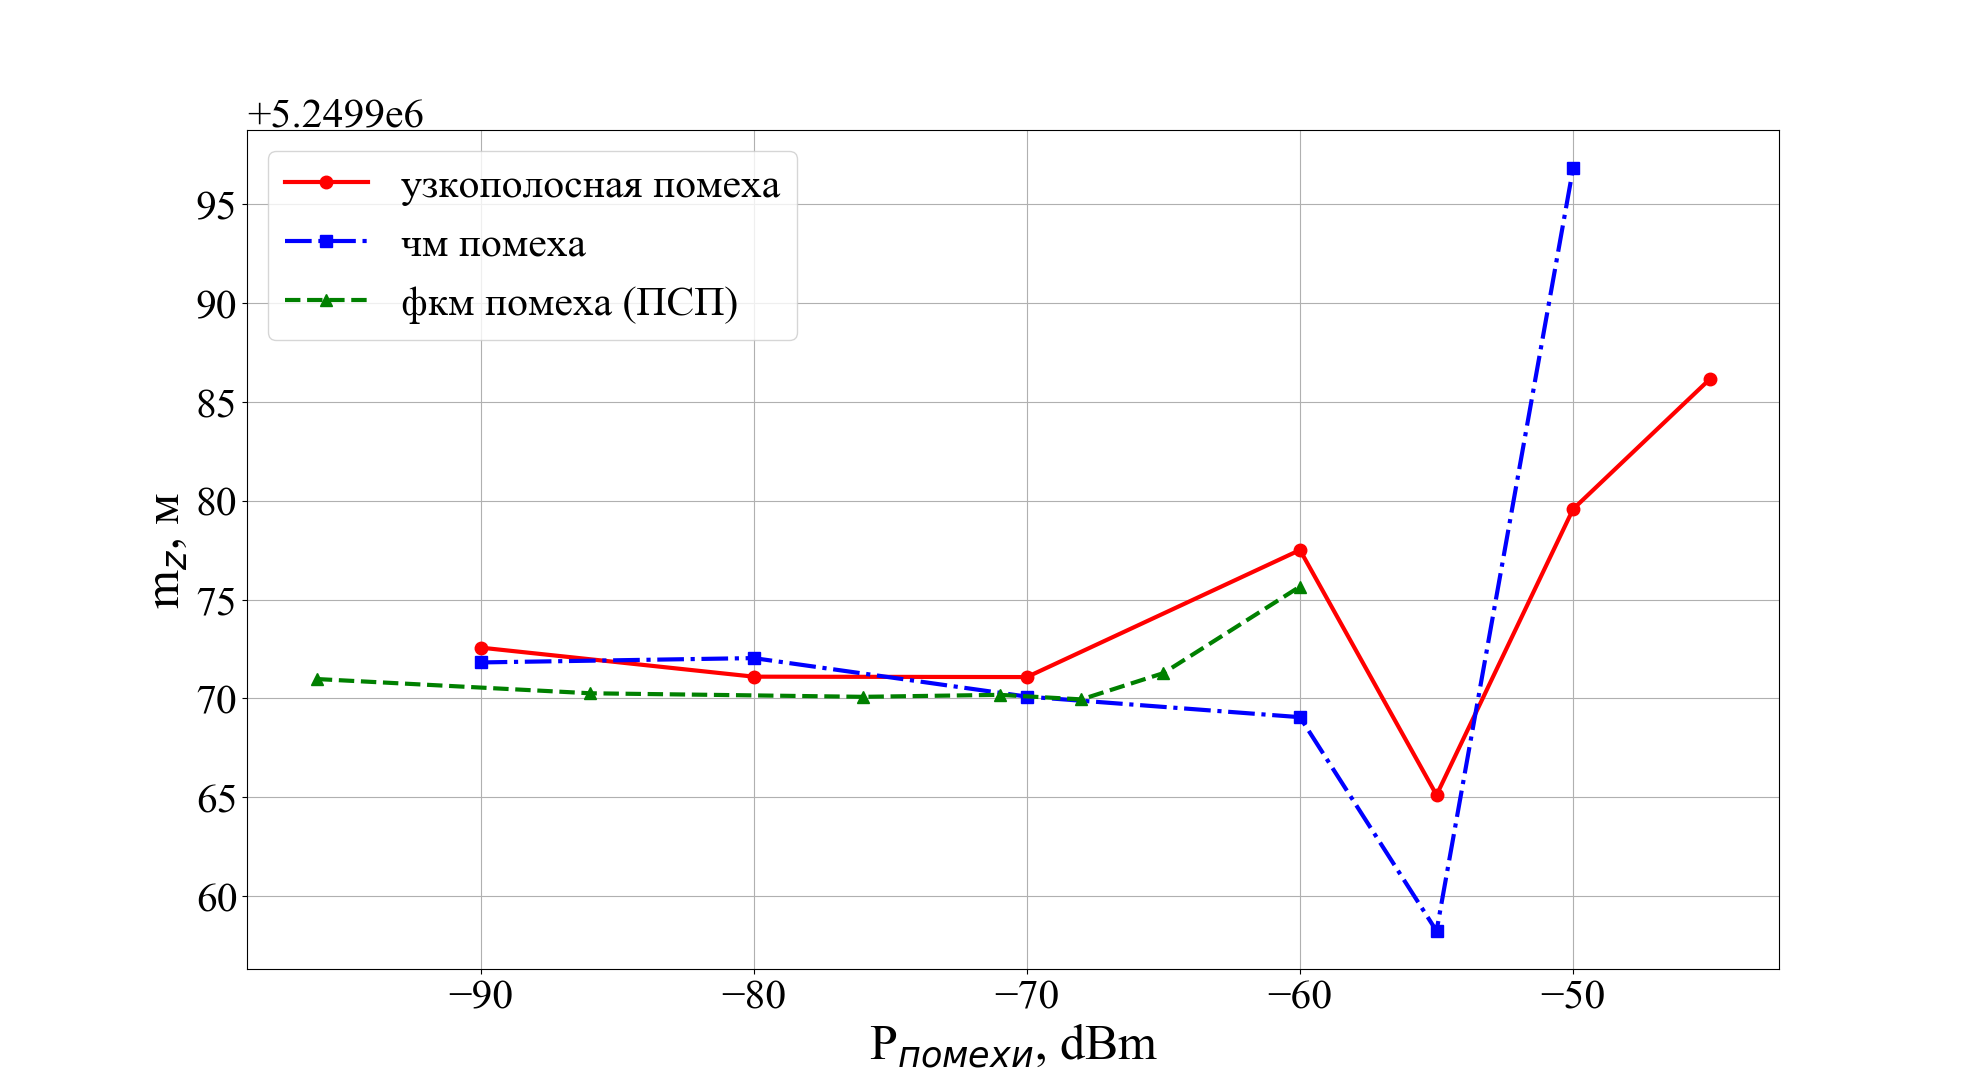 +5.2499e6
узкополосная помеха
чм помеха
фкм помеха (ПСП)
95
90
85
80
75
70
65
60
m_z, м
−90
−80
−70
−60
−50
P_помехи, dBm